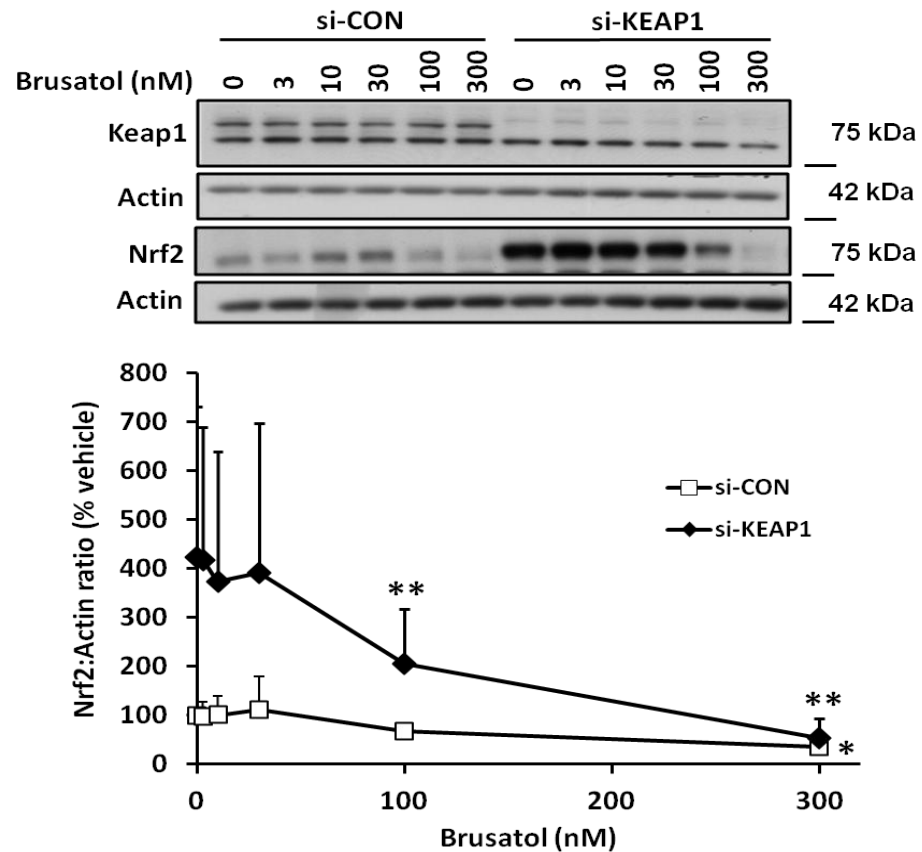 si-CON si-KEAP1
Brusatol (nM) 0 3 10 30 100 300 0 3 10 30 100 300
Keap1 75 kDa
Actin 42 kDa
Nrf2 75 kDa
Actin 42 kDa
800
700
600
500
400
300
200
100
0
Nrf2:Actin ratio (% vehicle)
si-CON
si-KEAP1
**
**
*
0 100 200 300
Brusatol (nM)